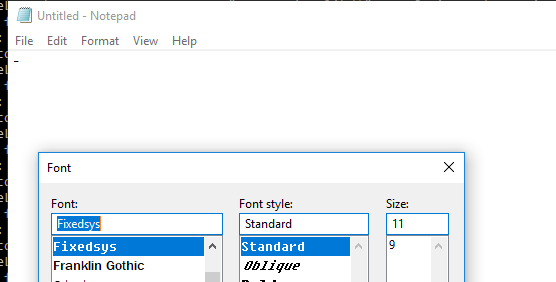 Untitled - Notepad
File Edit Format View Help
-
Font
Font: Font style: Size:
Fixedsys Standard 11
Fixedsys Standard 9
Franklin Gothic Oblique